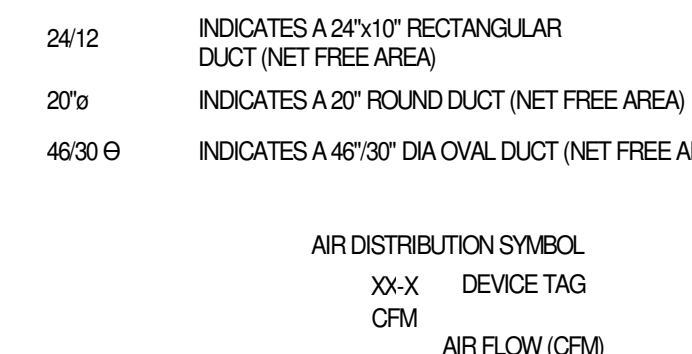 24/12 INDICATES A 24"x10" RECTANGULAR
DUCT (NET FREE AREA)
20"ø INDICATES A 20" ROUND DUCT (NET FREE AREA)
46/30 Ɵ INDICATES A 46"/30" DIA OVAL DUCT (NET FREE
AIR DISTRIBUTION SYMBOL
XX-X DEVICE TAG
CFM
AIR FLOW (CFM)